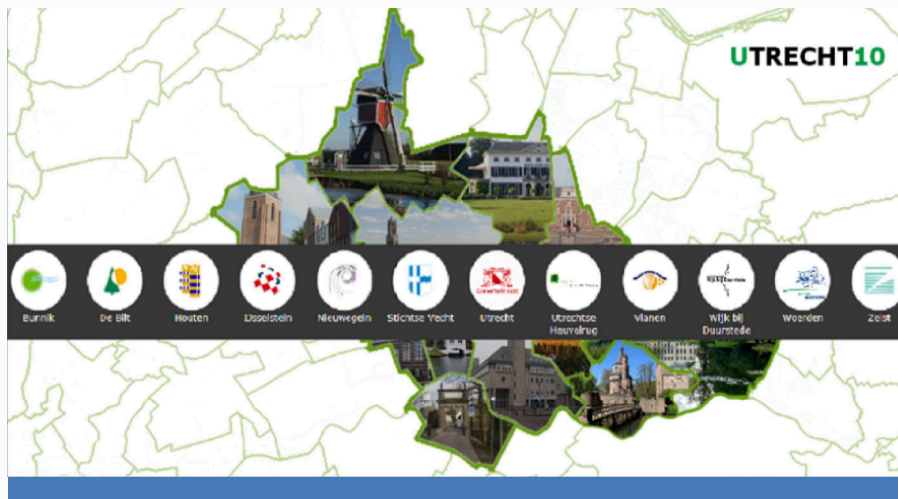 UTRECHT10
Bunnik
De Bilt
Houten
IJsselstein
Nieuwegein
Stichtse Vecht
Utrecht
Utrechtse
Heuvelrug
Vianen
Wijk bij
Duurstede
Woerden
Zeist